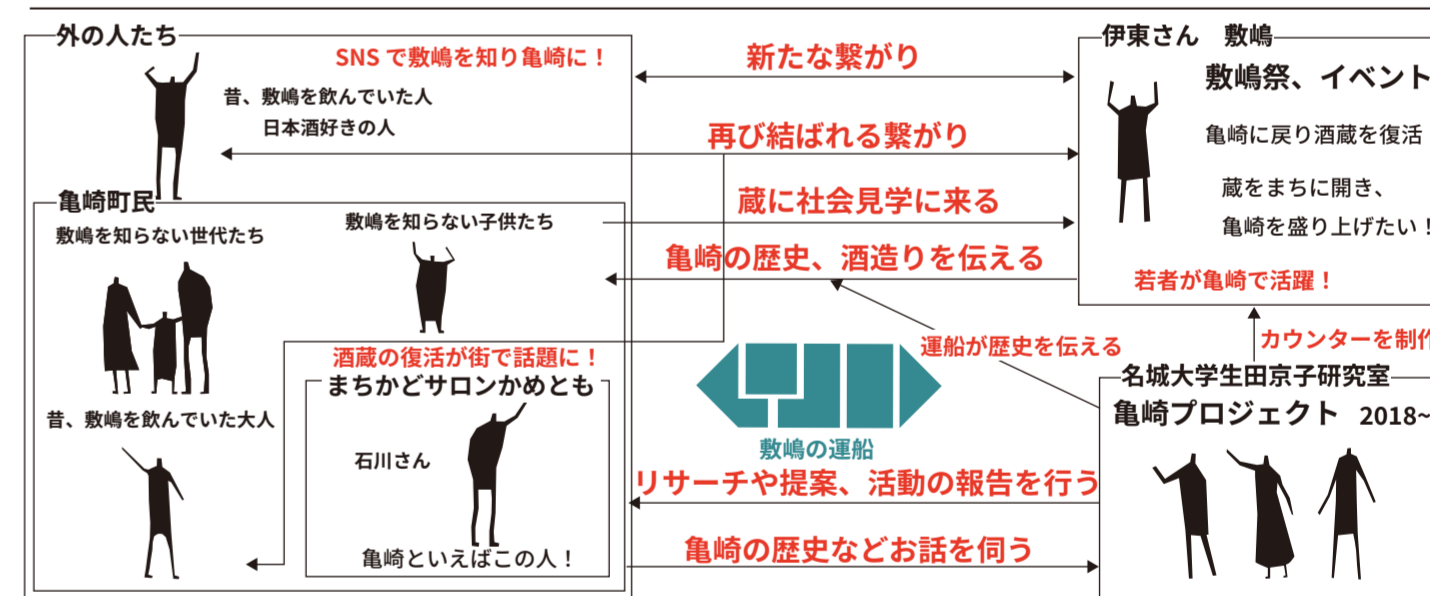 外の人たち
SNSで敷嶋を知り亀崎に！
昔、敷嶋を飲んでいた人
日本酒好きの人
亀崎町民
敷嶋を知らない世代たち
敷嶋を知らない子供たち
酒蔵の復活が街で話題に！
まちかどサロンかめとも
昔、敷嶋を飲んでいた大人
石川さん
亀崎といえばこの人！
新たな繋がり
再び結ばれる繋がり
蔵に社会見学に来る
亀崎の歴史、酒造りを伝える
運船が歴史を伝える
敷嶋の運船
リサーチや提案、活動の報告を行う
亀崎の歴史などお話を伺う
伊東さん　敷嶋
敷嶋祭、イベント
亀崎に戻り酒蔵を復活
蔵をまちに開き、
亀崎を盛り上げたい！
若者が亀崎で活躍！
カウンターを制作
名城大学生田京子研究室
亀崎プロジェクト 2018~